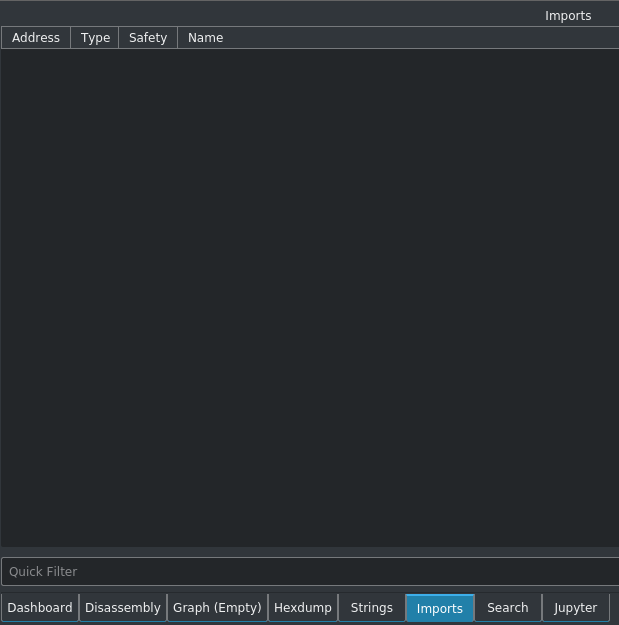 Imports
Address Type Safety Name
Quick Filter
Dashboard Disassembly Graph (Empty) Hexdump Strings Imports Search Jupyter